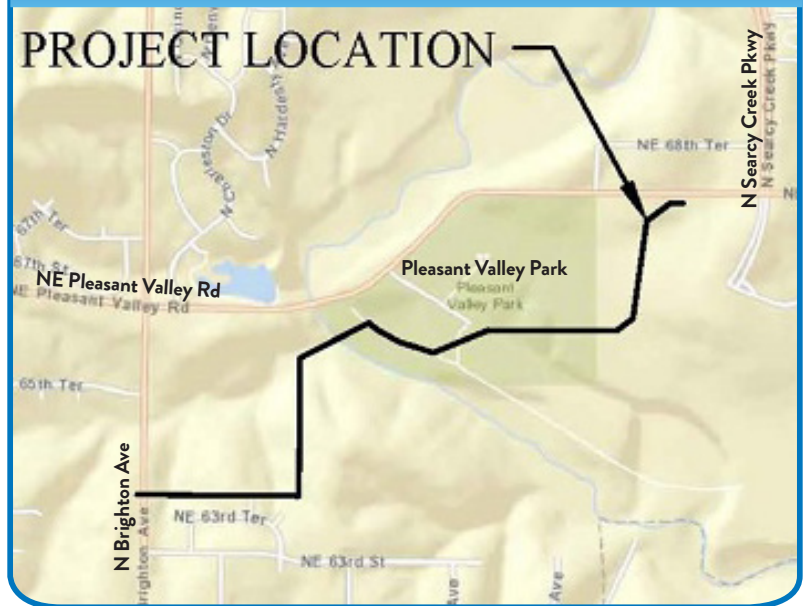 PROJECT LOCATION
N Hardesty Ave
N Charleston Dr
N Searcy Creek Pkwy
N Searcy Creek Pkwy
NE 68th Ter
67th Ter
67th St
NE Pleasant Valley Rd
NE Pleasant Valley Rd
Pleasant Valley Park
Pleasant
Valley Park
65th Ter
N Brighton Ave
Brighton Ave
NE 63rd Ter
NE 63rd St
Ave
Ave